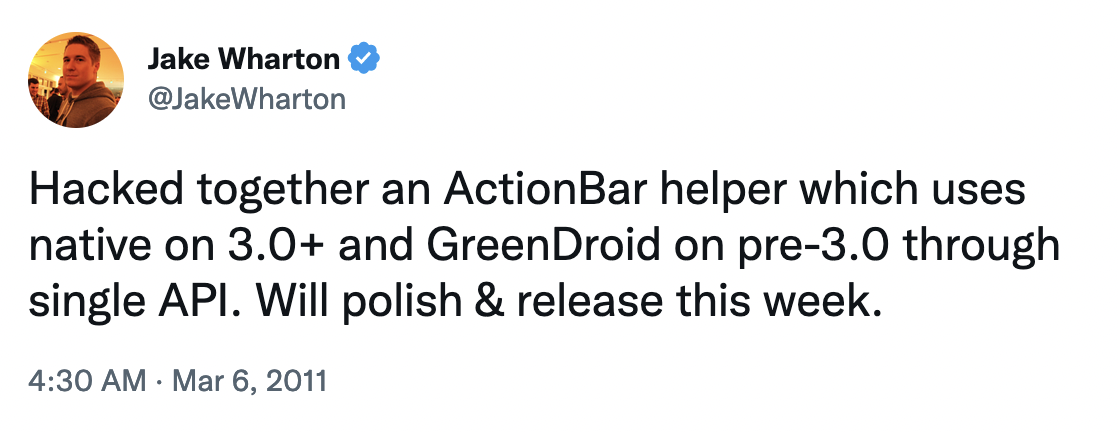 Jake Wharton
@JakeWharton
Hacked together an ActionBar helper which uses
native on 3.0+ and GreenDroid on pre-3.0 through
single API. Will polish & release this week.
4:30 AM · Mar 6, 2011